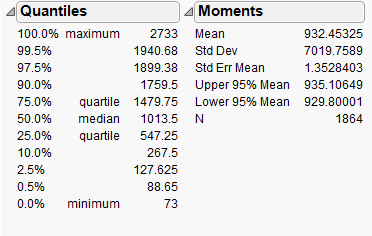 Quantiles
100.0% maximum 2733
99.5% 1940.68
97.5% 1899.38
90.0% 1759.5
75.0% quartile 1479.75
50.0% median 1013.5
25.0% quartile 547.25
10.0% 267.5
2.5% 127.625
0.5% 88.65
0.0% minimum 73
Moments
Mean 932.45325
Std Dev 7019.7589
Std Err Mean 1.3528403
Upper 95% Mean 935.10649
Lower 95% Mean 929.80001
N 1864